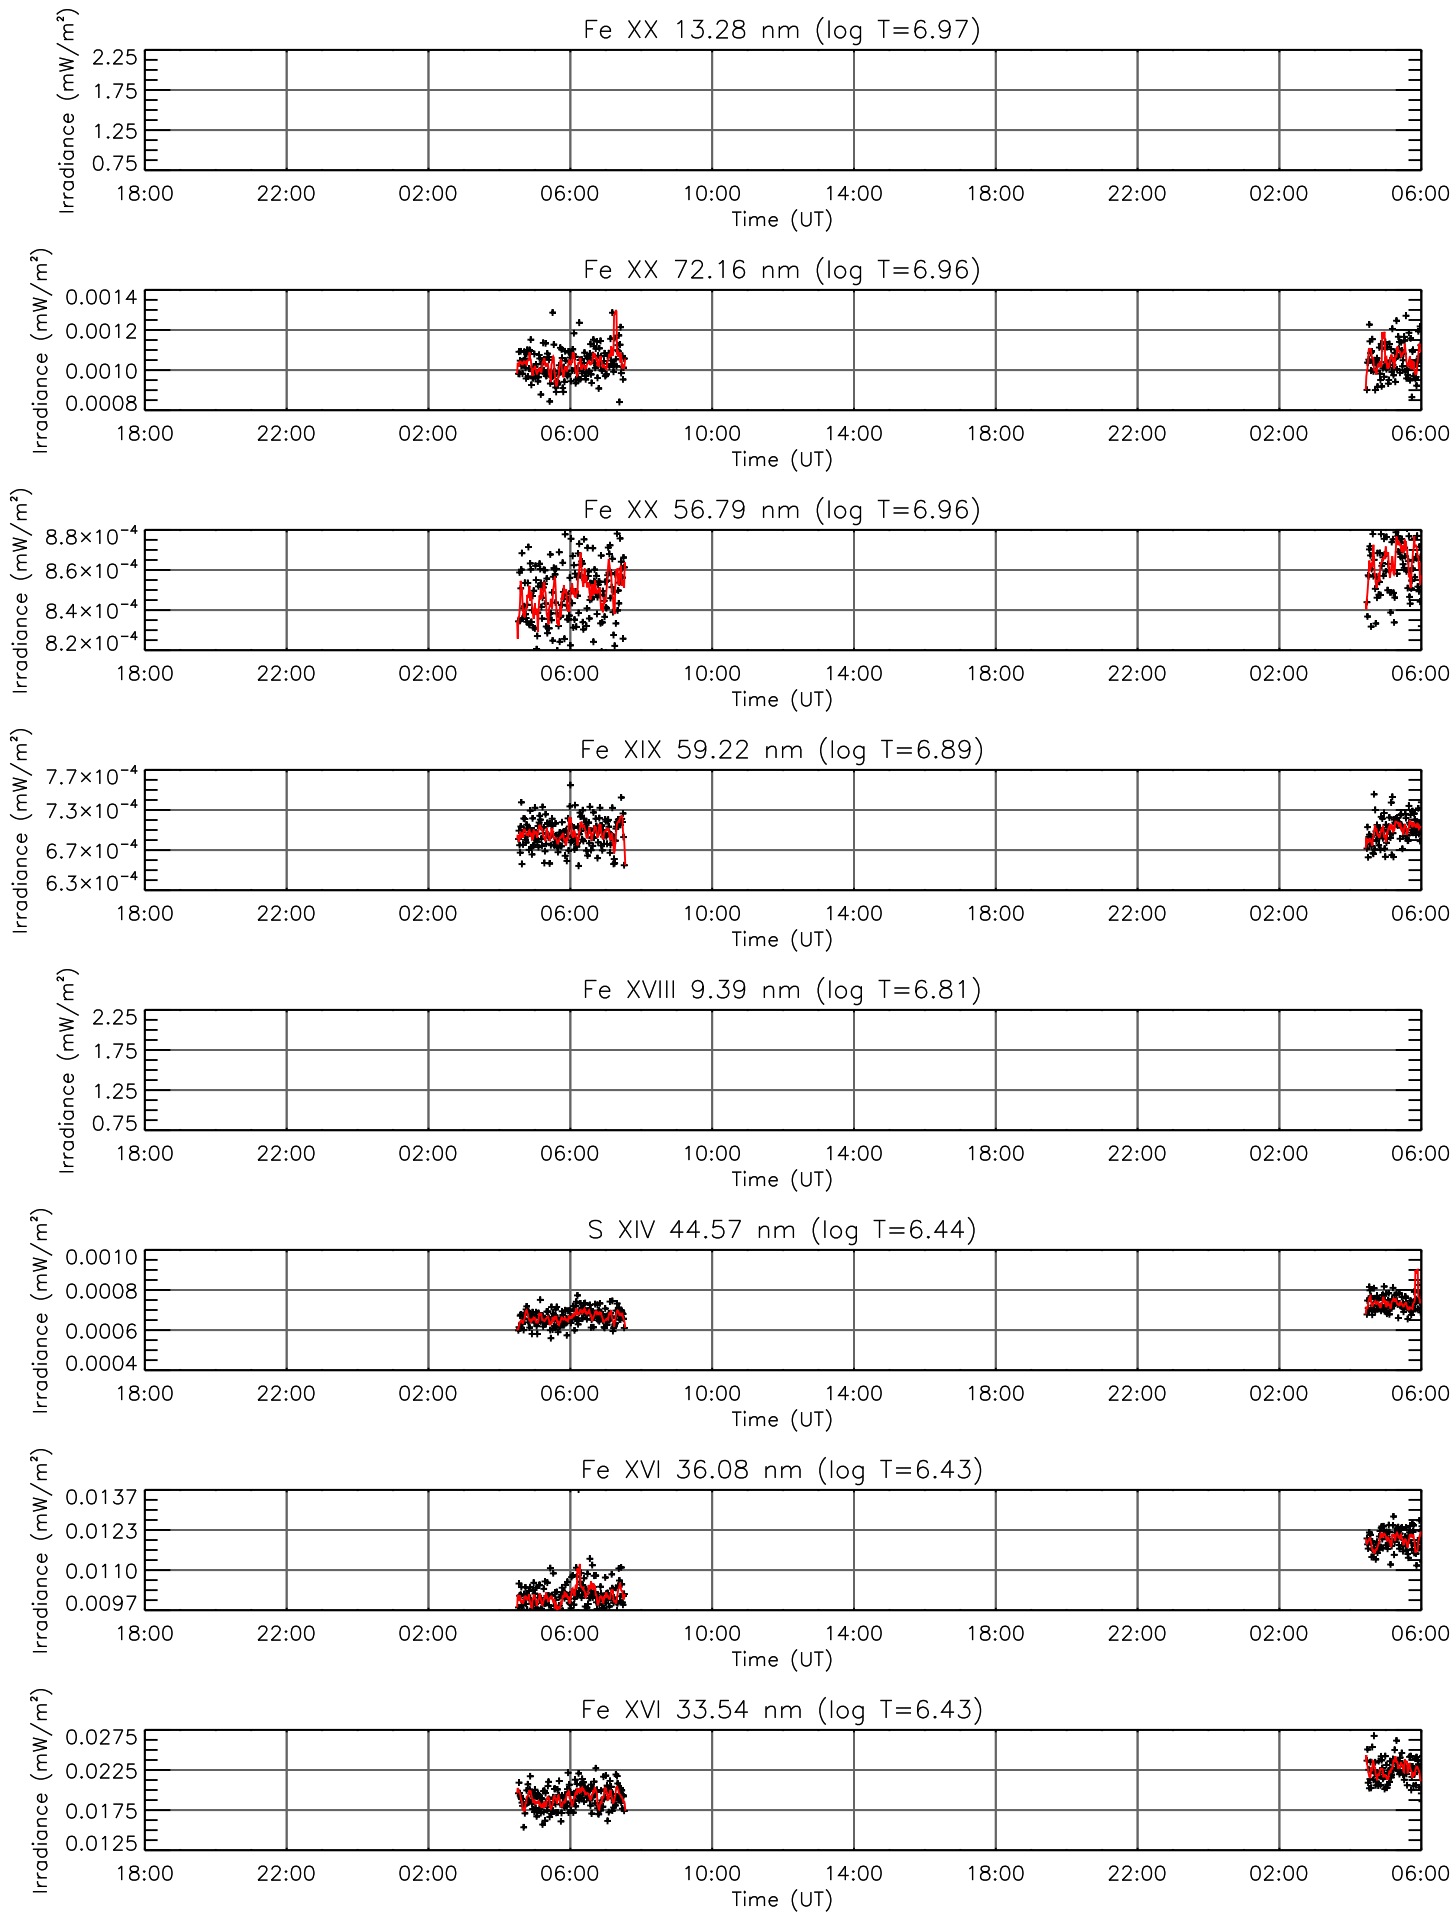 Fe XX 13.28 nm (log T=6.97)
Irradiance (mW/m²)
2.25
1.75
1.25
0.75
18:00 22:00 02:00 06:00 10:00 14:00 18:00 22:00 02:00 06:00
Time (UT)
Fe XX 72.16 nm (log T=6.96)
Irradiance (mW/m²)
0.0014
0.0012
0.0010
0.0008
18:00 22:00 02:00 06:00 10:00 14:00 18:00 22:00 02:00 06:00
Time (UT)
Fe XX 56.79 nm (log T=6.96)
Irradiance (mW/m²)
8.8×10⁻⁴
8.6×10⁻⁴
8.4×10⁻⁴
8.2×10⁻⁴
18:00 22:00 02:00 06:00 10:00 14:00 18:00 22:00 02:00 06:00
Time (UT)
Fe XIX 59.22 nm (log T=6.89)
Irradiance (mW/m²)
7.7×10⁻⁴
7.3×10⁻⁴
6.7×10⁻⁴
6.3×10⁻⁴
18:00 22:00 02:00 06:00 10:00 14:00 18:00 22:00 02:00 06:00
Time (UT)
Fe XVIII 9.39 nm (log T=6.81)
Irradiance (mW/m²)
2.25
1.75
1.25
0.75
18:00 22:00 02:00 06:00 10:00 14:00 18:00 22:00 02:00 06:00
Time (UT)
S XIV 44.57 nm (log T=6.44)
Irradiance (mW/m²)
0.0010
0.0008
0.0006
0.0004
18:00 22:00 02:00 06:00 10:00 14:00 18:00 22:00 02:00 06:00
Time (UT)
Fe XVI 36.08 nm (log T=6.43)
Irradiance (mW/m²)
0.0137
0.0123
0.0110
0.0097
18:00 22:00 02:00 06:00 10:00 14:00 18:00 22:00 02:00 06:00
Time (UT)
Fe XVI 33.54 nm (log T=6.43)
Irradiance (mW/m²)
0.0275
0.0225
0.0175
0.0125
18:00 22:00 02:00 06:00 10:00 14:00 18:00 22:00 02:00 06:00
Time (UT)